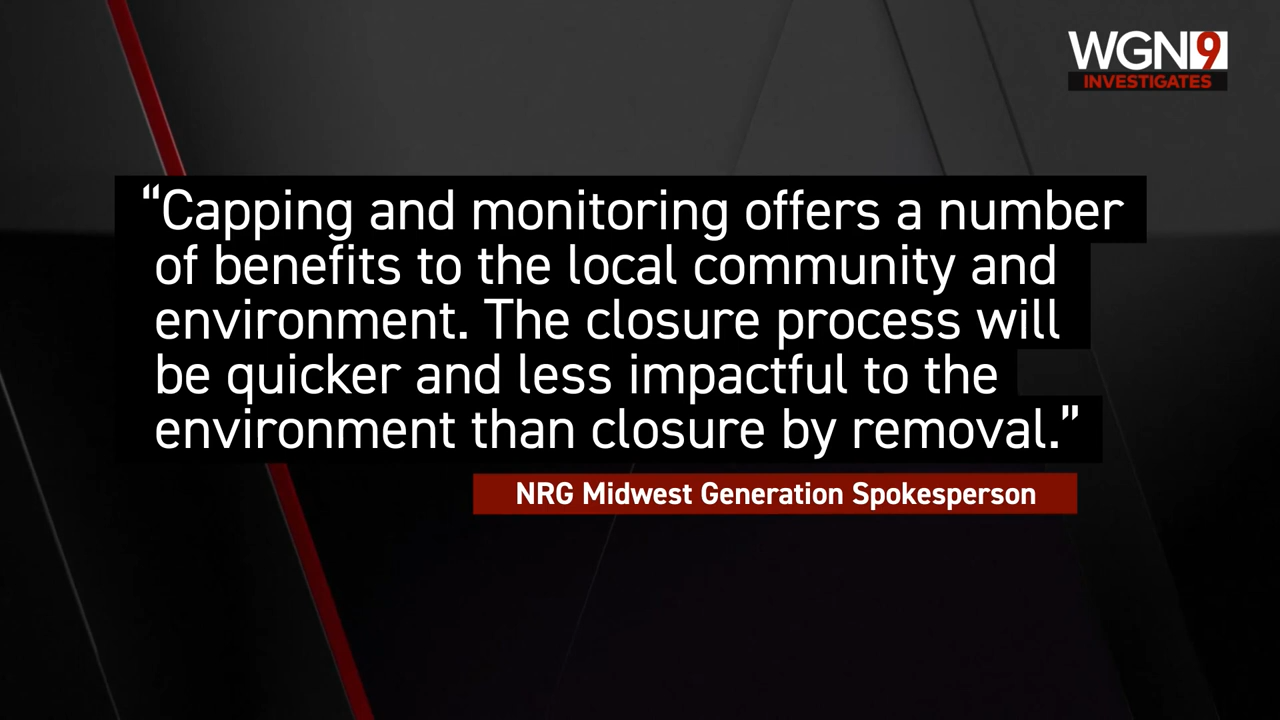 WGN9
INVESTIGATES
“Capping and monitoring offers a number
of benefits to the local community and
environment. The closure process will
be quicker and less impactful to the
environment than closure by removal.”
NRG Midwest Generation Spokesperson